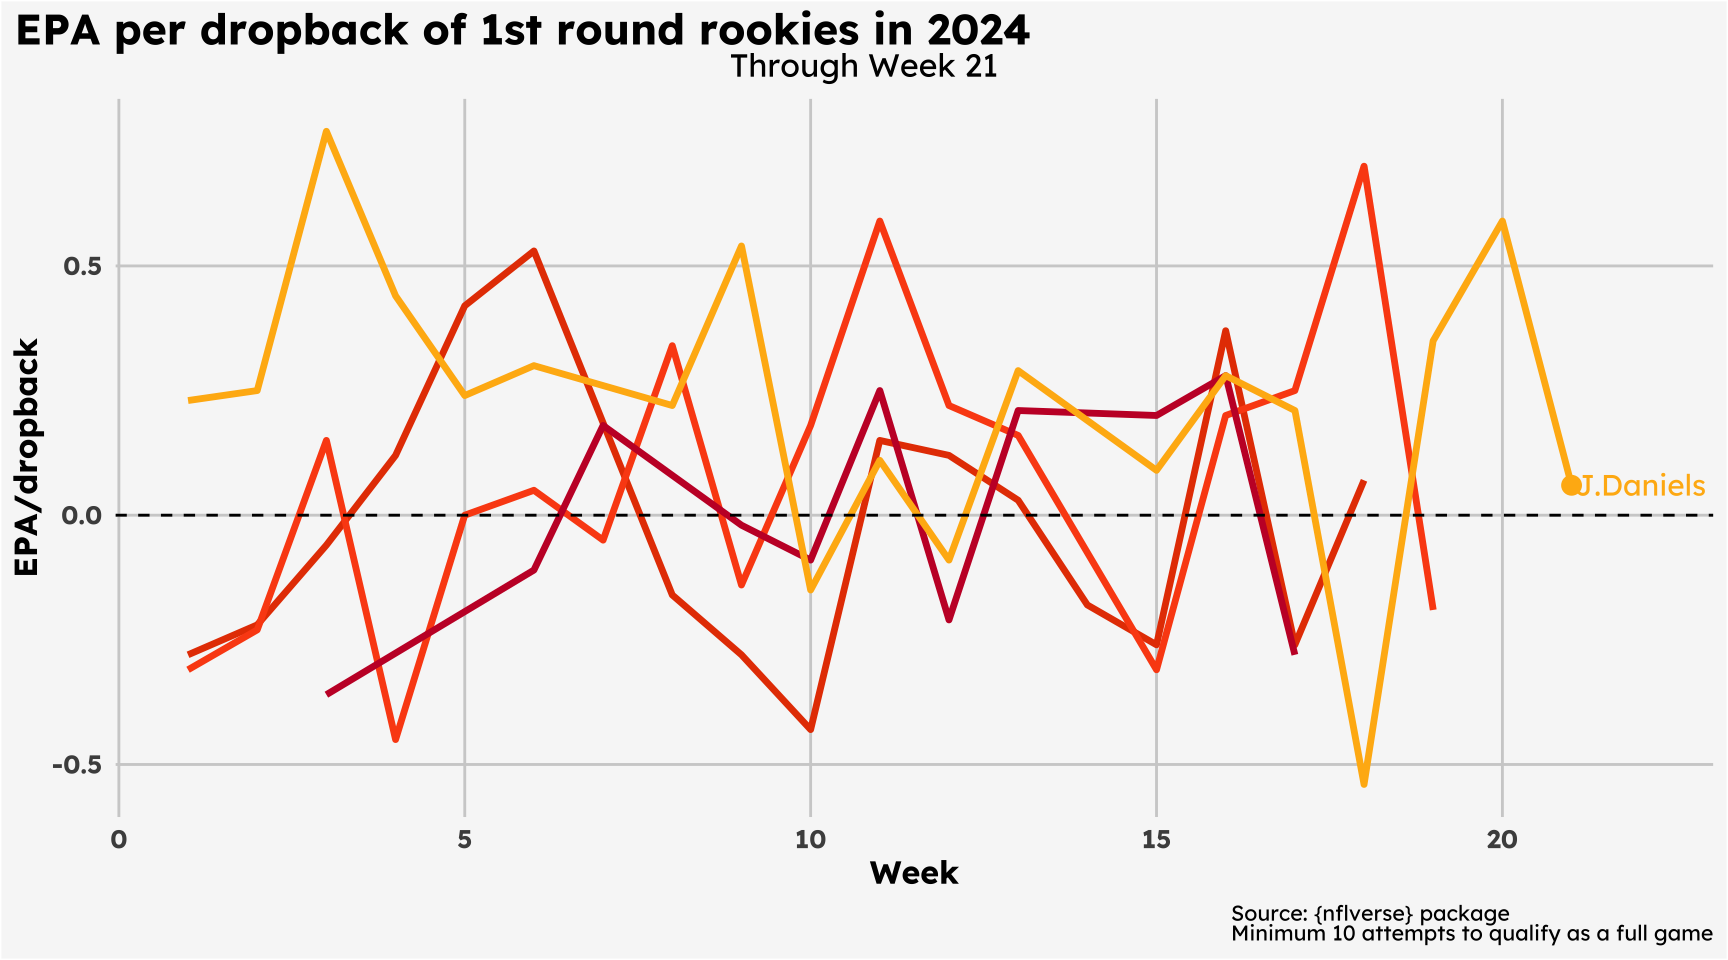 EPA per dropback of 1st round rookies in 2024
Through Week 21
EPA/dropback
0.5
0.0
-0.5
J.Daniels
0 5 10 15 20
Week
Source: {nflverse} package
Minimum 10 attempts to qualify as a full game